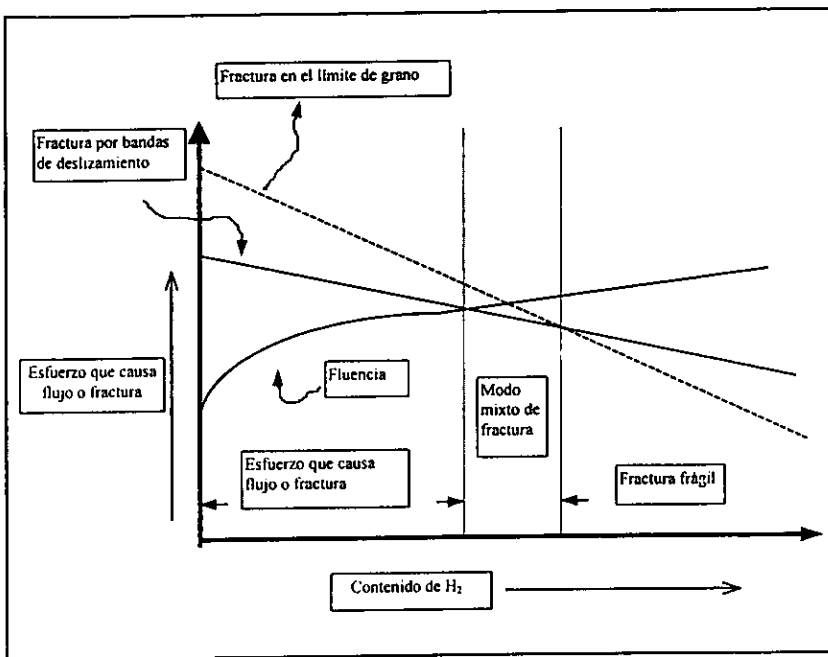 Fractura en el límite de grano
Fractura por bandas
de deslizamiento
Esfuerzo que causa
flujo o fractura
Fluencia
Modo
mixto de
fractura
Esfuerzo que causa
flujo o fractura
Fractura frágil
Contenido de H₂